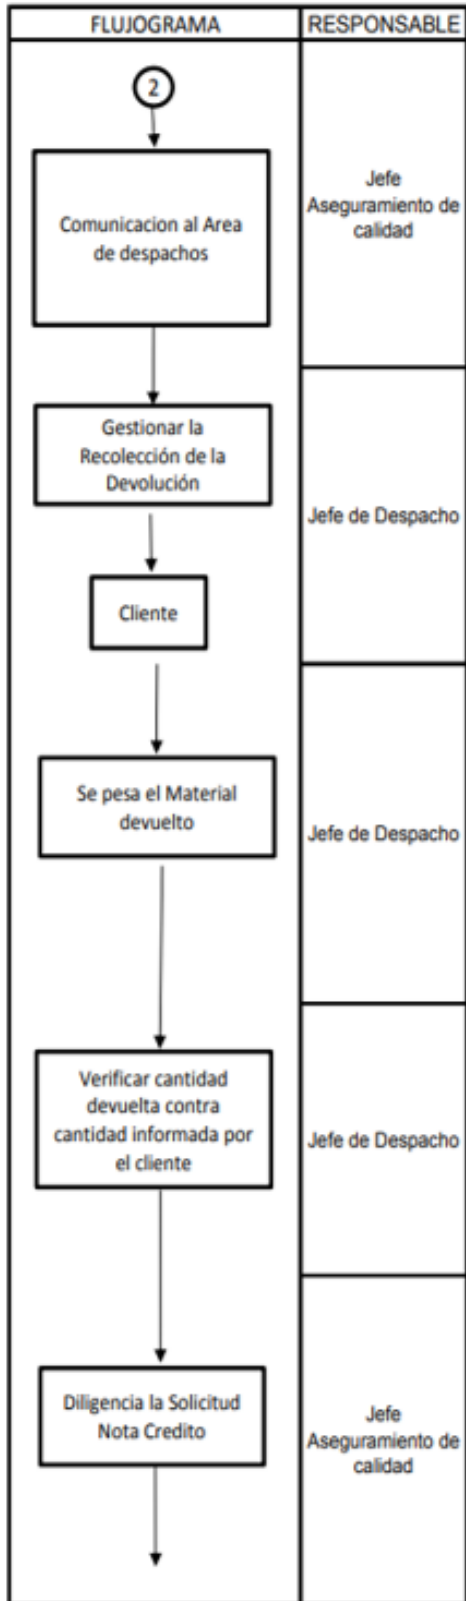 FLUJOGRAMA
RESPONSABLE
2
Comunicacion al Area
de despachos
Jefe
Aseguramiento de
calidad
Gestionar la
Recolección de la
Devolución
Jefe de Despacho
Cliente
Se pesa el Material
devuelto
Jefe de Despacho
Verificar cantidad
devuelta contra
cantidad informada por
el cliente
Jefe de Despacho
Diligencia la Solicitud
Nota Credito
Jefe
Aseguramiento de
calidad